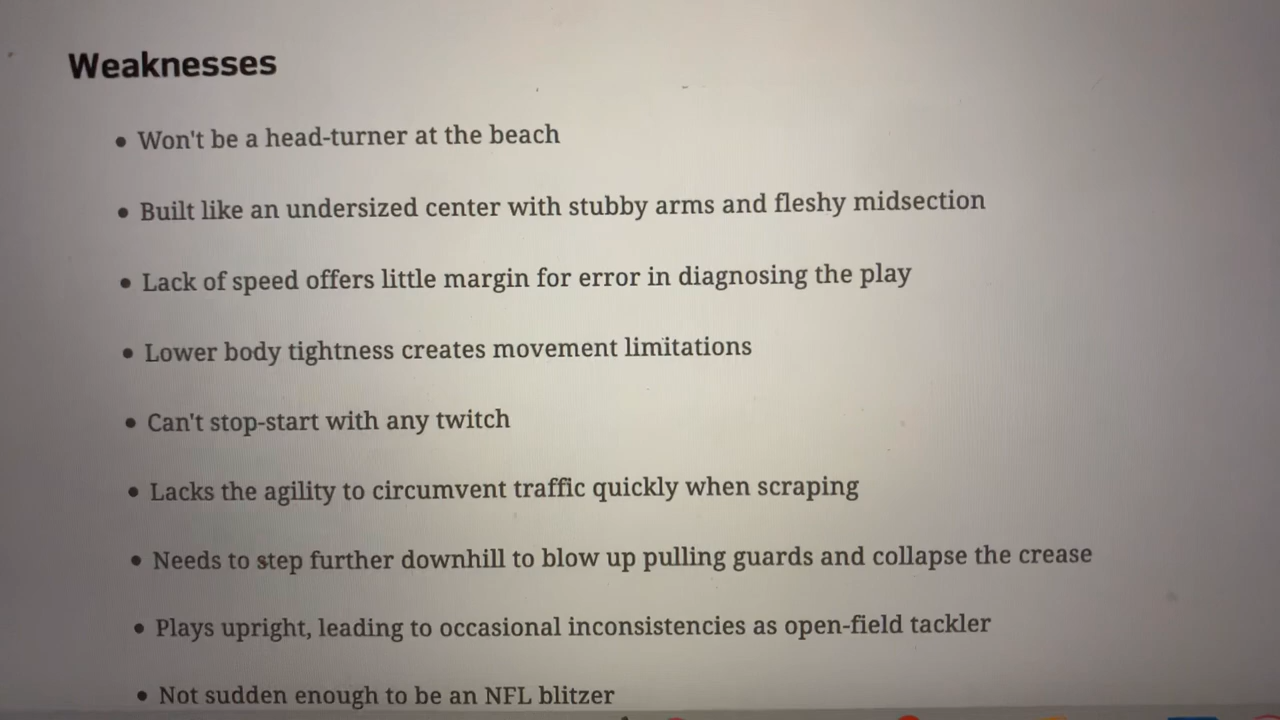 Weaknesses
• Won't be a head-turner at the beach
• Built like an undersized center with stubby arms and fleshy midsection
• Lack of speed offers little margin for error in diagnosing the play
• Lower body tightness creates movement limitations
• Can't stop-start with any twitch
• Lacks the agility to circumvent traffic quickly when scraping
• Needs to step further downhill to blow up pulling guards and collapse the crease
• Plays upright, leading to occasional inconsistencies as open-field tackler
• Not sudden enough to be an NFL blitzer